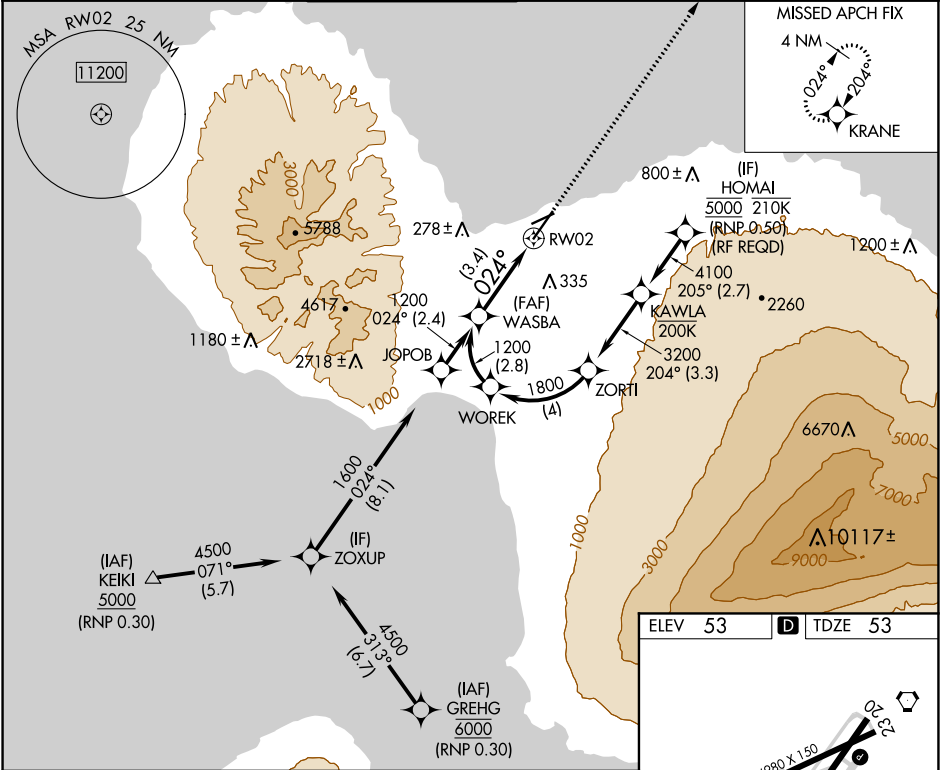 MSA RW02 25 NM
11200
MISSED APCH FIX
4 NM
024°
204°
KRANE
3000
5788
4617
278 ±
1180 ±
2718 ±
1000
800 ±
(IF)
HOMAI
5000 210K
(RNP 0.50)
(RF REQD)
1200 ±
RW02
(3.4)
024°
335
(FAF)
WASBA
1200
024° (2.4)
JOPOB
1200
(2.8)
WOREK
1800
(4)
ZORTI
4100
205° (2.7)
KAWLA
200K
2260
3200
204° (3.3)
6670
5000
7000
10117±
9000
1000
3000
1600
024°
(8.1)
(IF)
ZOXUP
(IAF)
KEIKI
5000
(RNP 0.30)
4500
071°
(5.7)
4500
313°
(6.7)
(IAF)
GREHG
6000
(RNP 0.30)
ELEV 53
D
TDZE 53
20
23
X 150